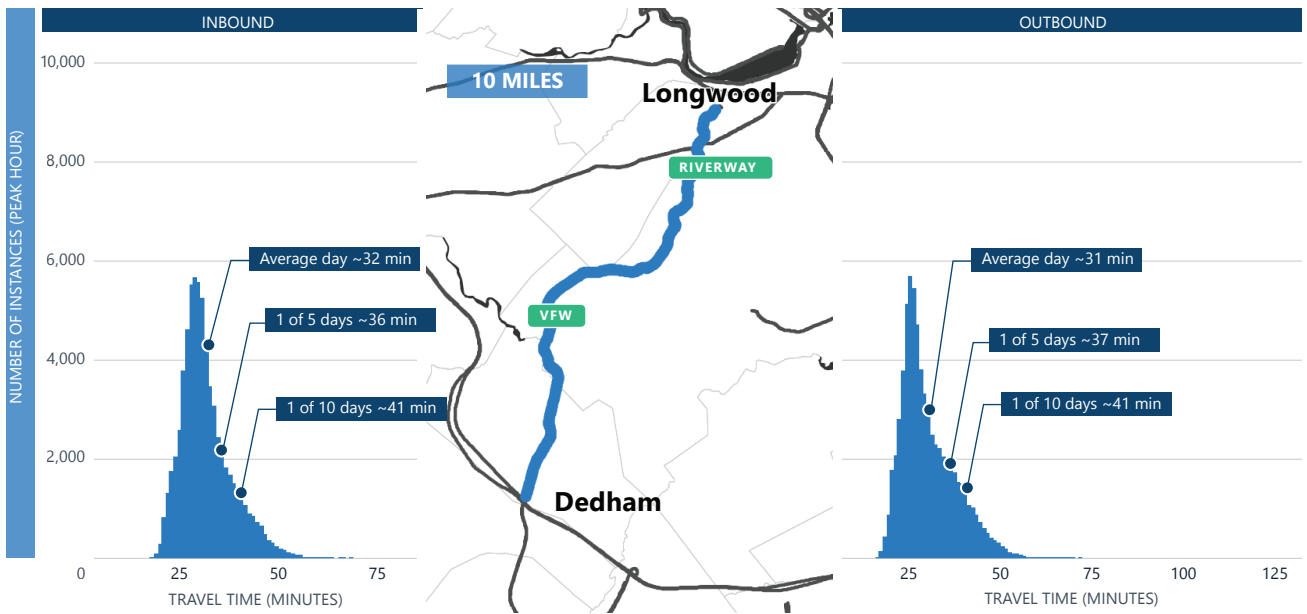 INBOUND
OUTBOUND
NUMBER OF INSTANCES (PEAK HOUR)
10,000
8,000
6,000
4,000
2,000
0
Average day ~32 min
1 of 5 days ~36 min
1 of 10 days ~41 min
25
50
75
TRAVEL TIME (MINUTES)
10 MILES
Longwood
RIVERWAY
VFW
Dedham
Average day ~31 min
1 of 5 days ~37 min
1 of 10 days ~41 min
25
50
75
100
125
TRAVEL TIME (MINUTES)